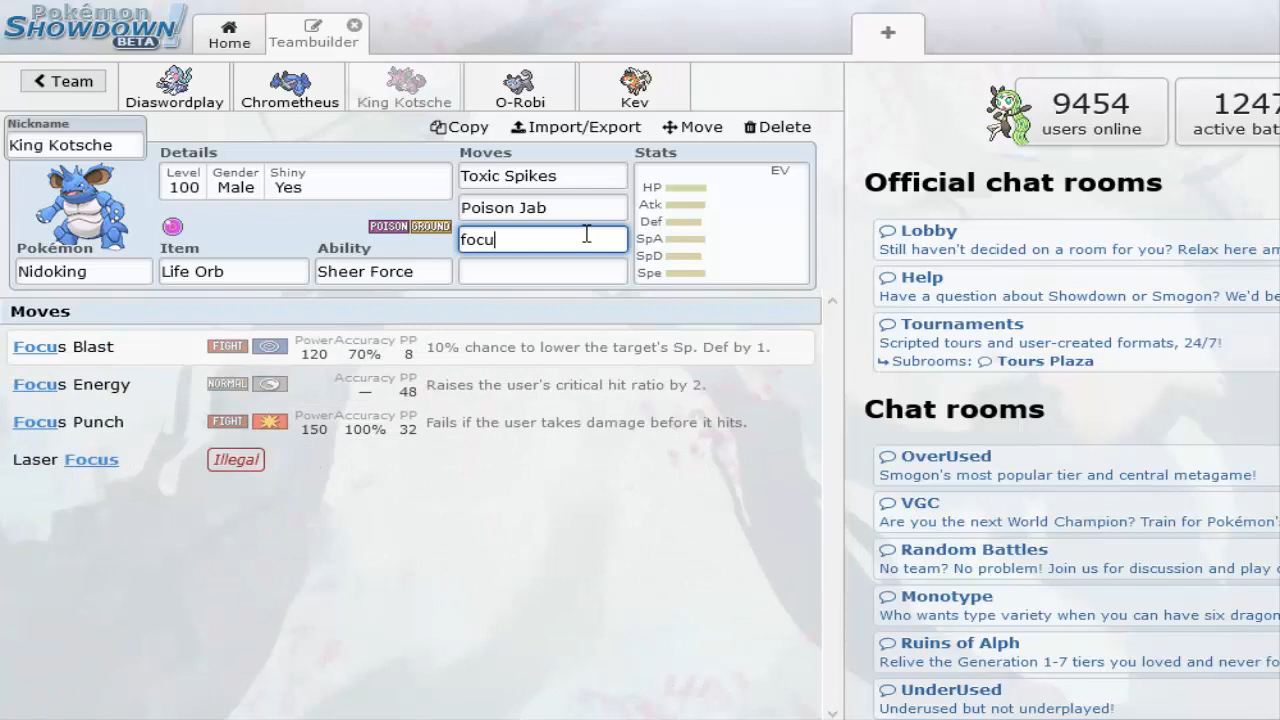 Pokémon
SHOWDOWN
BETA
Home
Teambuilder
+
Team
Diaswordplay
Chrometheus
King Kotsche
O-Robi
Kev
9454
users online
1247
active bat
Nickname
King Kotsche
Copy
Import/Export
Move
Delete
Details
Level
100
Gender
Male
Shiny
Yes
POISON GROUND
Pokémon
Nidoking
Item
Life Orb
Ability
Sheer Force
Moves
Toxic Spikes
Poison Jab
focu
Stats
EV
HP
Atk
Def
SpA
SpD
Spe
Moves
Focus Blast FIGHT Power 120 Accuracy 70% PP 8 10% chance to lower the target's Sp. Def by 1.
Focus Energy NORMAL Accuracy — PP 48 Raises the user's critical hit ratio by 2.
Focus Punch FIGHT Power 150 Accuracy 100% PP 32 Fails if the user takes damage before it hits.
Laser Focus Illegal
Official chat rooms
Lobby
Still haven't decided on a room for you? Relax here am
Help
Have a question about Showdown or Smogon? We'd be
Tournaments
Scripted tours and user-created formats, 24/7!
↳ Subrooms: Tours Plaza
Chat rooms
OverUsed
Smogon's most popular tier and central metagame!
VGC
Are you the next World Champion? Train for Pokémon's
Random Battles
No team? No problem! Join us for discussion and play o
Monotype
Who wants type variety when you can have six dragon
Ruins of Alph
Relive the Generation 1-7 tiers you loved and never fo
UnderUsed
Underused but not underplayed!